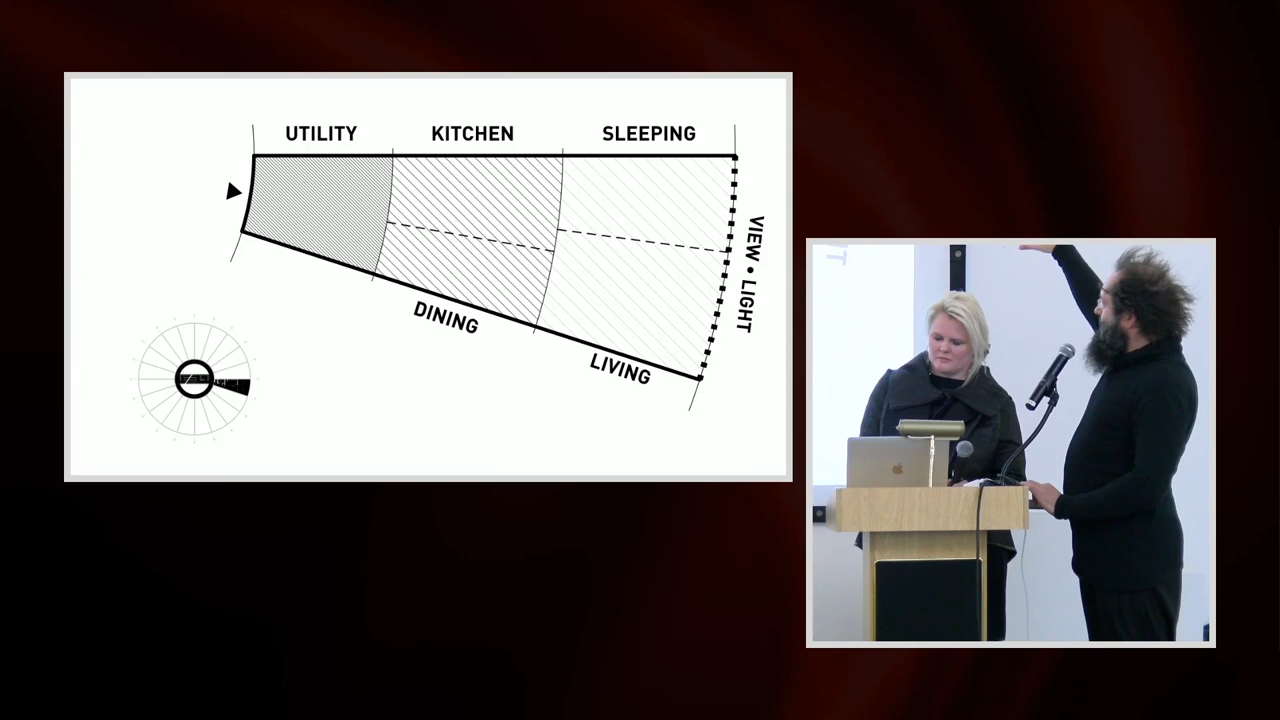 UTILITY
KITCHEN
SLEEPING
VIEW • LIGHT
DINING
LIVING